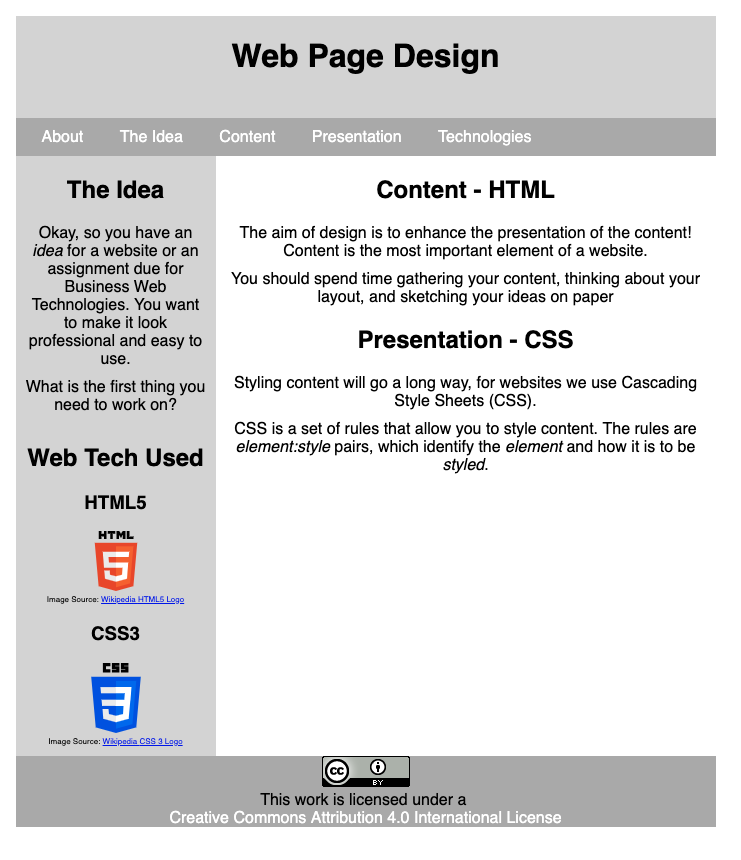 Web Page Design
About The Idea Content Presentation Technologies
The Idea
Okay, so you have an
idea for a website or an
assignment due for
Business Web
Technologies. You want
to make it look
professional and easy to
use.
What is the first thing you
need to work on?
Web Tech Used
HTML5
HTML
5
Image Source: Wikipedia HTML5 Logo
CSS3
CSS
3
Image Source: Wikipedia CSS 3 Logo
Content - HTML
The aim of design is to enhance the presentation of the content!
Content is the most important element of a website.
You should spend time gathering your content, thinking about your
layout, and sketching your ideas on paper
Presentation - CSS
Styling content will go a long way, for websites we use Cascading
Style Sheets (CSS).
CSS is a set of rules that allow you to style content. The rules are
element:style pairs, which identify the element and how it is to be
styled.
cc
BY
This work is licensed under a
Creative Commons Attribution 4.0 International License